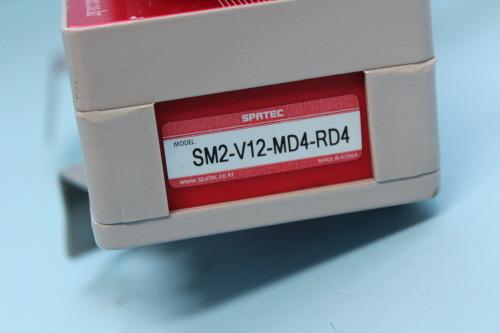 SPATEC
MODEL.
SM2-V12-MD4-RD4
www.spatec.co.kr
MADE IN KOREA